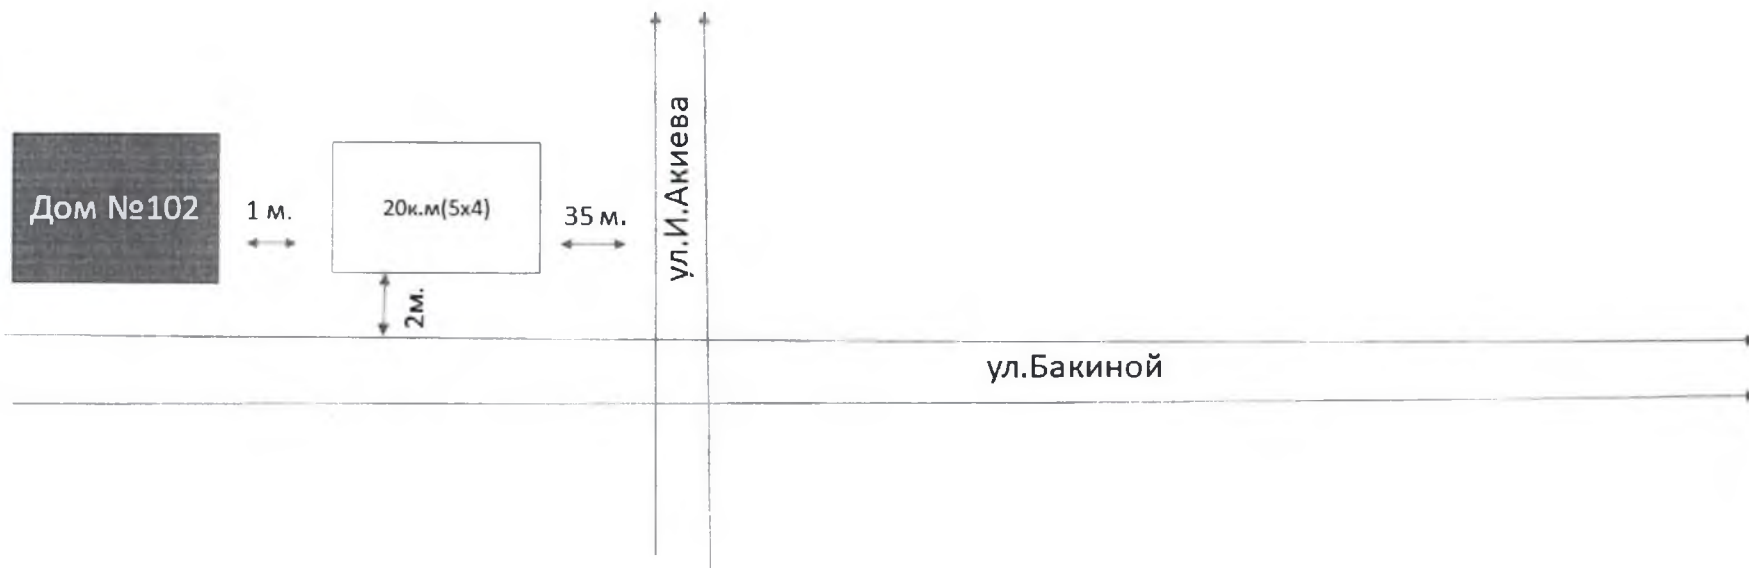 Дом №102
1 м.
20к.м(5x4)
35 м.
ул.И.Акиева
2м.
ул.Бакиной